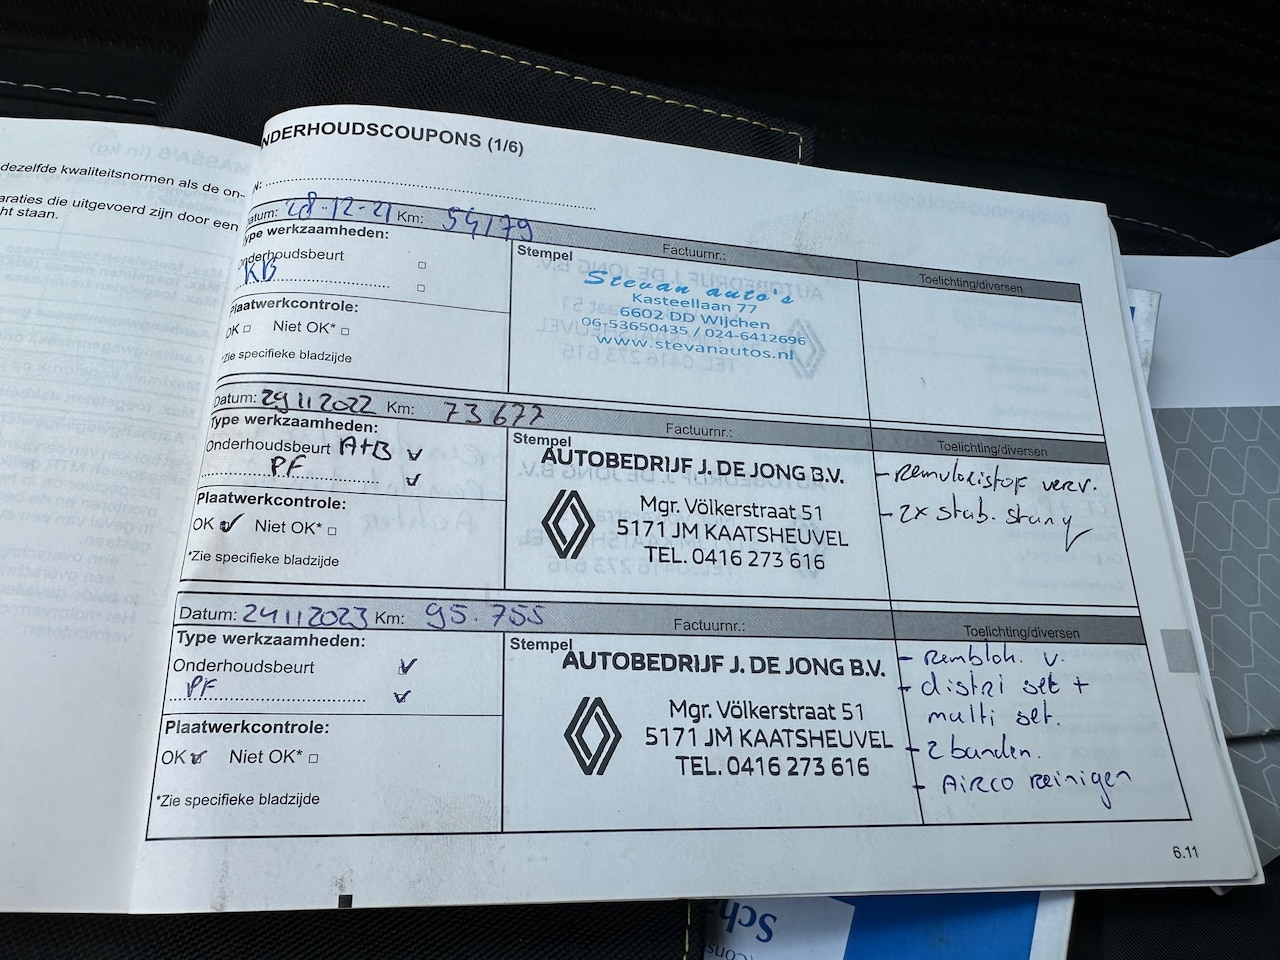 dezelfde kwaliteitsnormen als de on-
araties die uitgevoerd zijn door een
ht staan.
NDERHOUDSCOUPONS (1/6)
N:
Datum: 28-12-21 Km: 54179
Factuurnr.:
Toelichting/diversen
Type werkzaamheden:
Onderhoudsbeurt
KB
Plaatwerkcontrole:
OK Niet OK*
*Zie specifieke bladzijde
Stempel
Stevan auto's
Kasteellaan 77
6602 DD Wijchen
06-53650435 / 024-6412696
www.stevanautos.nl
Datum: 29 11 2022 Km: 73677
Factuurnr.:
Toelichting/diversen
Type werkzaamheden:
Onderhoudsbeurt A+B
PF
Plaatwerkcontrole:
OK Niet OK*
*Zie specifieke bladzijde
Stempel
AUTOBEDRIJF J. DE JONG B.V.
Mgr. Völkerstraat 51
5171 JM KAATSHEUVEL
TEL. 0416 273 616
- remvloeistof verv.
- 2x stab. stang
Datum: 24 11 2023 Km: 95.755
Factuurnr.:
Toelichting/diversen
Type werkzaamheden:
Onderhoudsbeurt
PF
Plaatwerkcontrole:
OK Niet OK*
*Zie specifieke bladzijde
Stempel
AUTOBEDRIJF J. DE JONG B.V.
Mgr. Völkerstraat 51
5171 JM KAATSHEUVEL
TEL. 0416 273 616
- remblok. v.
- distri set +
multi set.
- 2 banden.
- Airco reinigen
6.11